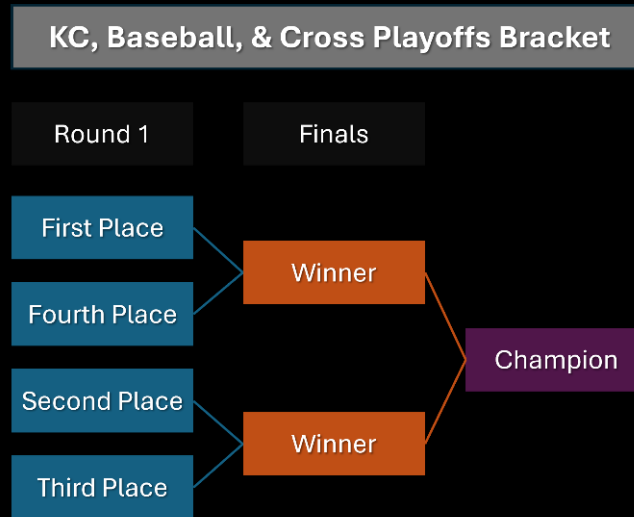 KC, Baseball, & Cross Playoffs Bracket
Round 1
Finals
First Place
Fourth Place
Second Place
Third Place
Winner
Winner
Champion